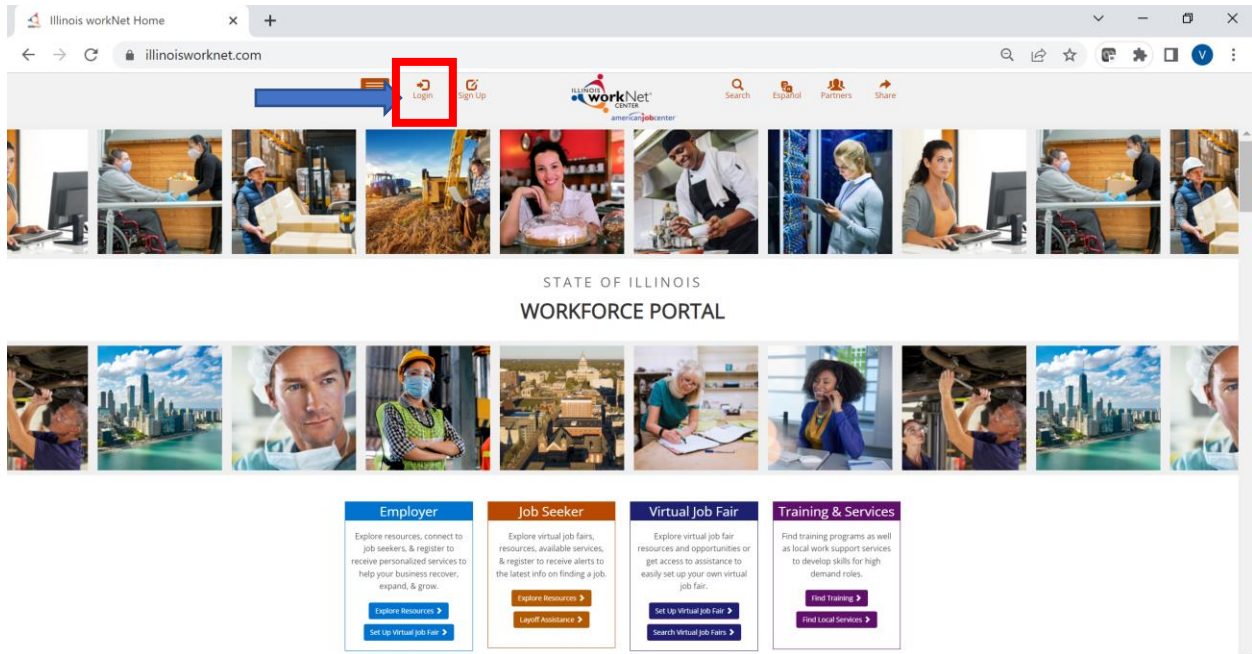 Illinois workNet Home
illinoisworknet.com
V
Login
Sign Up
ILLINOIS
workNet
CENTER
americanjobcenter
Search
Español
Partners
Share
STATE OF ILLINOIS
WORKFORCE PORTAL
Employer
Explore resources, connect to
job seekers, & register to
receive personalized services to
help your business recover,
expand, & grow.
Explore Resources
Set Up Virtual Job Fair
Job Seeker
Explore virtual job fairs,
resources, available services,
& register to receive alerts to
the latest info on finding a job.
Explore Resources
Layoff Assistance
Virtual Job Fair
Explore virtual job fair
resources and opportunities or
get access to assistance to
easily set up your own virtual
job fair.
Set Up Virtual Job Fair
Search Virtual Job Fairs
Training & Services
Find training programs as well
as local work support services
to develop skills for high
demand roles.
Find Training
Find Local Services